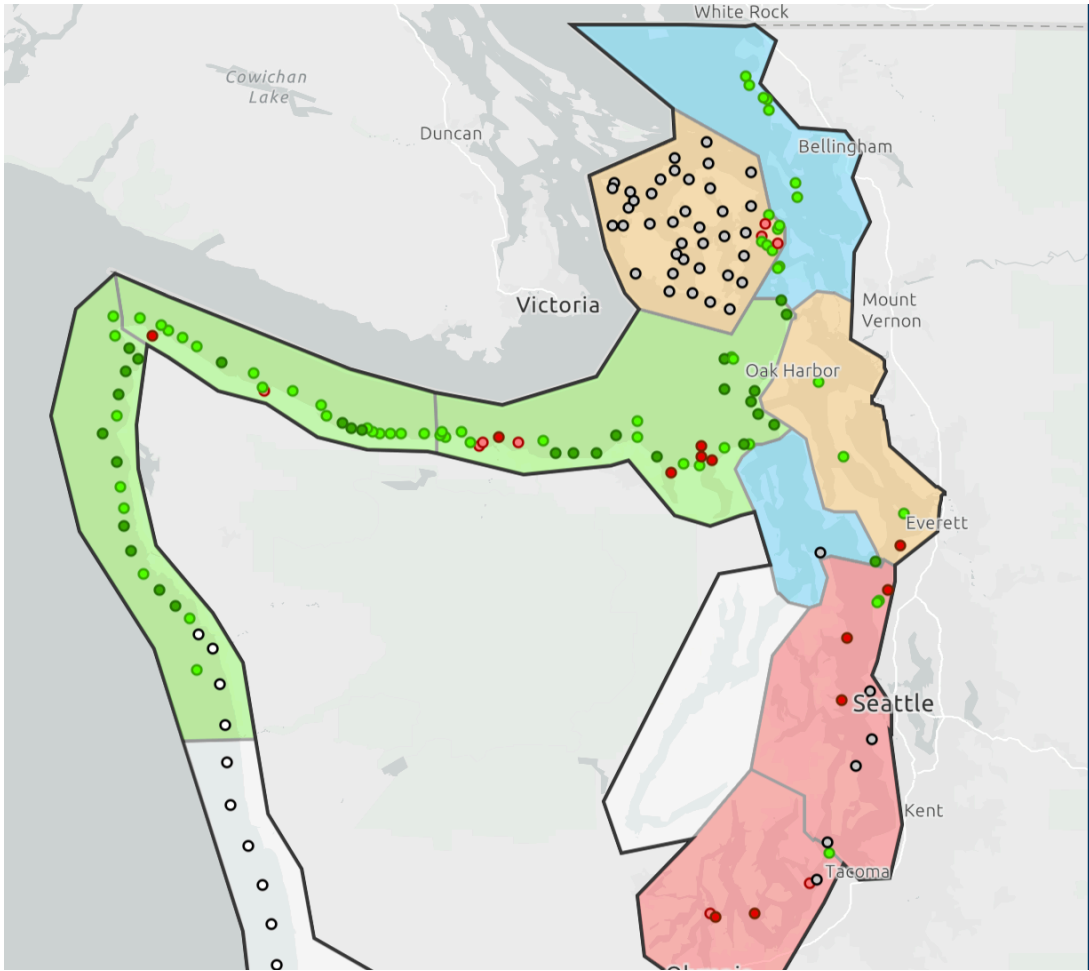 White Rock
Cowichan
Lake
Duncan
Bellingham
Victoria
Mount
Vernon
Oak Harbor
Everett
Seattle
Kent
Tacoma